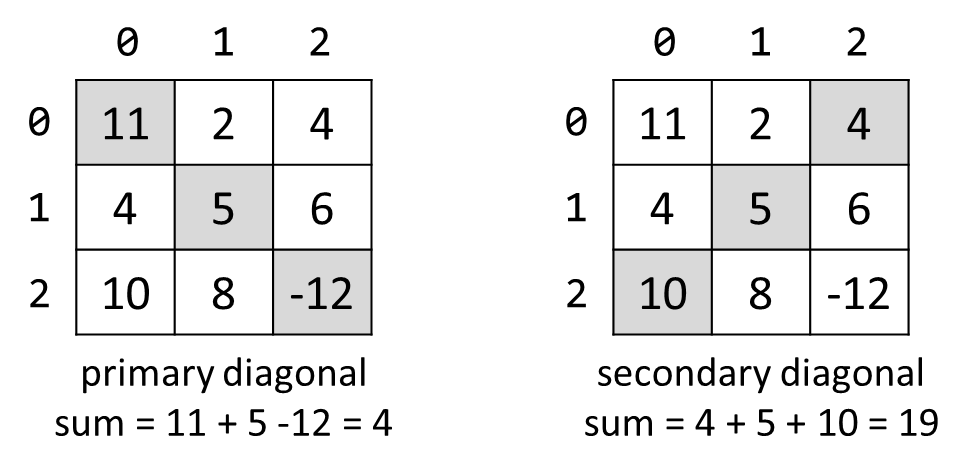 0 1 2
0 11 2 4
1 4 5 6
2 10 8 -12
primary diagonal
sum = 11 + 5 -12 = 4
0 1 2
0 11 2 4
1 4 5 6
2 10 8 -12
secondary diagonal
sum = 4 + 5 + 10 = 19